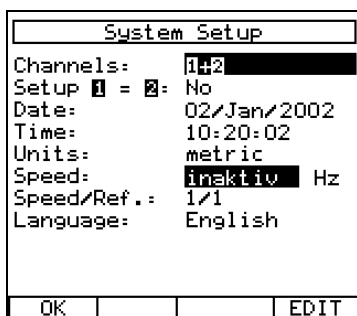 System Setup
Channels: 1+2
Setup 1 = 2: No
Date: 02/Jan/2002
Time: 10:20:02
Units: metric
Speed: inaktiv Hz
Speed/Ref.: 1/1
Language: English
OK EDIT